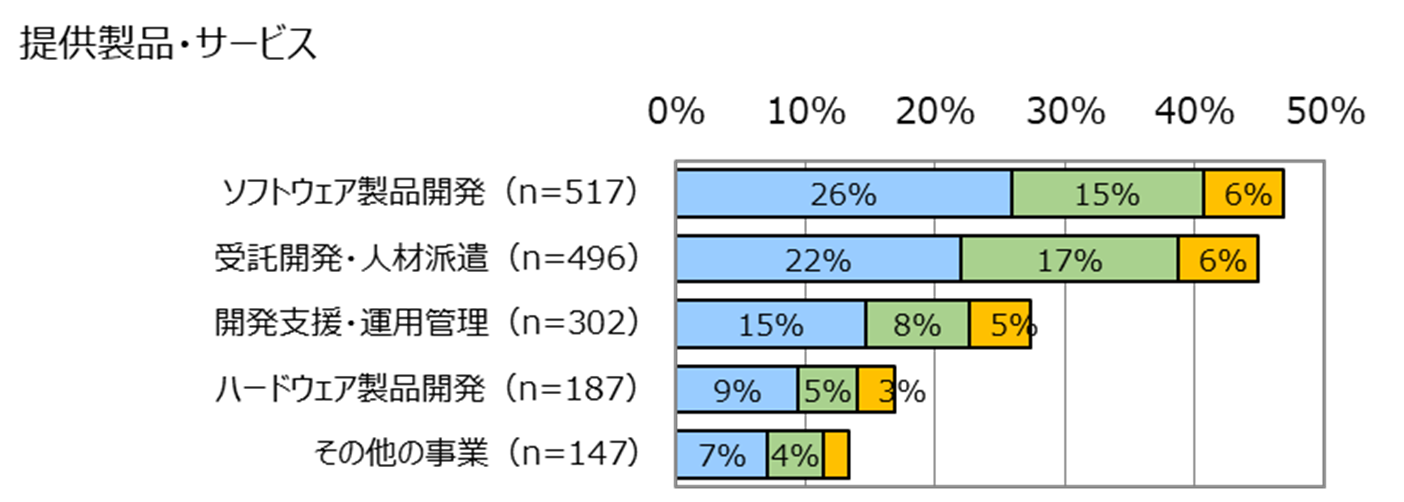 提供製品・サービス
0% 10% 20% 30% 40% 50%
ソフトウェア製品開発（n=517） 26% 15% 6%
受託開発・人材派遣（n=496） 22% 17% 6%
開発支援・運用管理（n=302） 15% 8% 5%
ハードウェア製品開発（n=187） 9% 5% 3%
その他の事業（n=147） 7% 4%